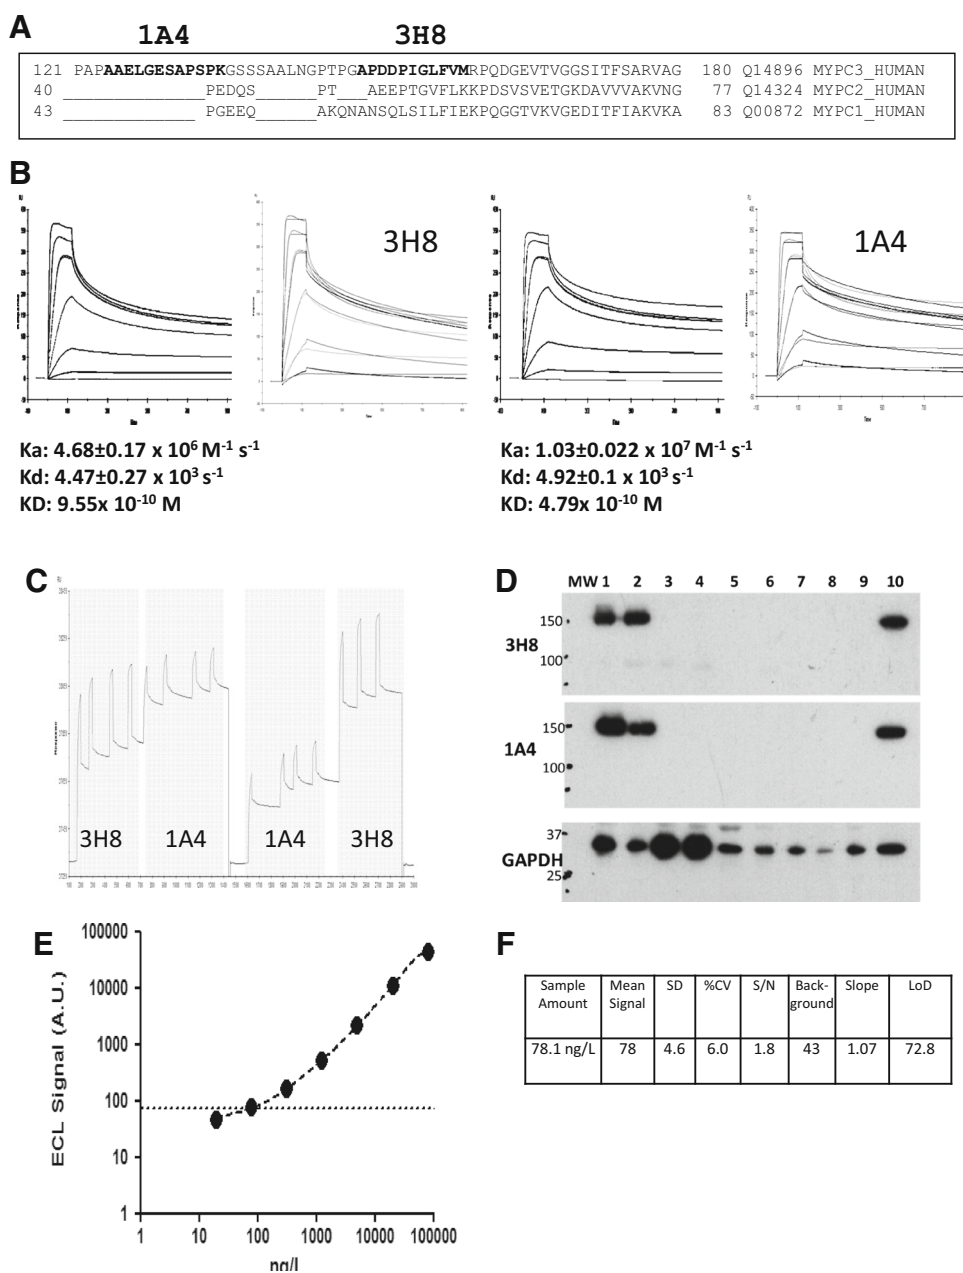 A
1A4 3H8
121 PAPAAELGESAPSPKGSSSAALNGPTPGAPDDPIGLFVMRPQDGEVTVGGSITFSARVAG 180 Q14896 MYPC3_HUMAN
40 ______________PEDQS______PT___AEEPTGVFLKKPDSVSVETGKDAVVVAKVNG 77 Q14324 MYPC2_HUMAN
43 _____________ PGEEQ______AKQNANSQLSILFIEKPQGGTVKVGEDITFIAKVKA 83 Q00872 MYPC1_HUMAN
B
3H8 1A4
Ka: 4.68±0.17 x 10⁶ M⁻¹ s⁻¹
Kd: 4.47±0.27 x 10³ s⁻¹
KD: 9.55x 10⁻¹⁰ M
Ka: 1.03±0.022 x 10⁷ M⁻¹ s⁻¹
Kd: 4.92±0.1 x 10³ s⁻¹
KD: 4.79x 10⁻¹⁰ M
C
3H8 1A4 1A4 3H8
D
MW 1 2 3 4 5 6 7 8 9 10
150
3H8
100
150
1A4
100
37
GAPDH
25
E
ECL Signal (A.U.)
100000
10000
1000
100
10
1
1 10 100 1000 10000 100000
ng/L
F
Sample Amount Mean Signal SD %CV S/N Back-ground Slope LoD
78.1 ng/L 78 4.6 6.0 1.8 43 1.07 72.8